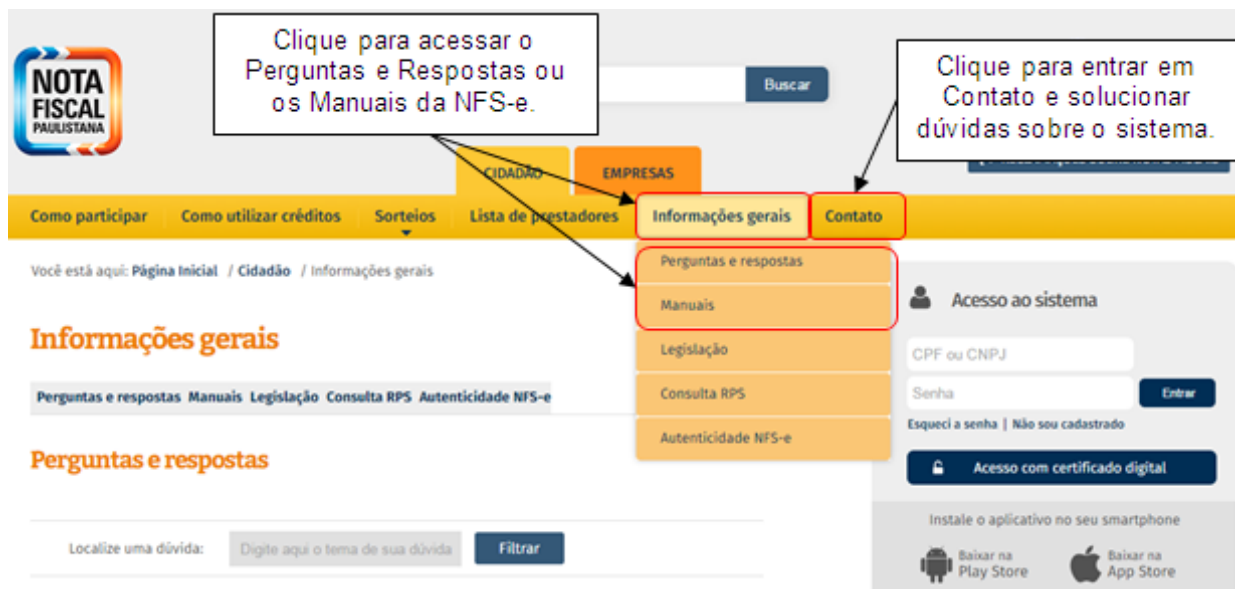 Clique para acessar o
Perguntas e Respostas ou
os Manuais da NFS-e.
Clique para entrar em
Contato e solucionar
dúvidas sobre o sistema.
NOTA
FISCAL
PAULISTANA
Buscar
CIDADÃO
EMPRESAS
Como participar
Como utilizar créditos
Sorteios
Lista de prestadores
Informações gerais
Contato
Você está aqui: Página Inicial / Cidadão / Informações gerais
Perguntas e respostas
Manuais
Legislação
Consulta RPS
Autenticidade NFS-e
Informações gerais
Perguntas e respostas Manuais Legislação Consulta RPS Autenticidade NFS-e
Perguntas e respostas
Localize uma dúvida:
Digite aqui o tema de sua dúvida
Filtrar
Acesso ao sistema
CPF ou CNPJ
Senha
Entrar
Esqueci a senha | Não sou cadastrado
Acesso com certificado digital
Instale o aplicativo no seu smartphone
Baixar na
Play Store
Baixar na
App Store